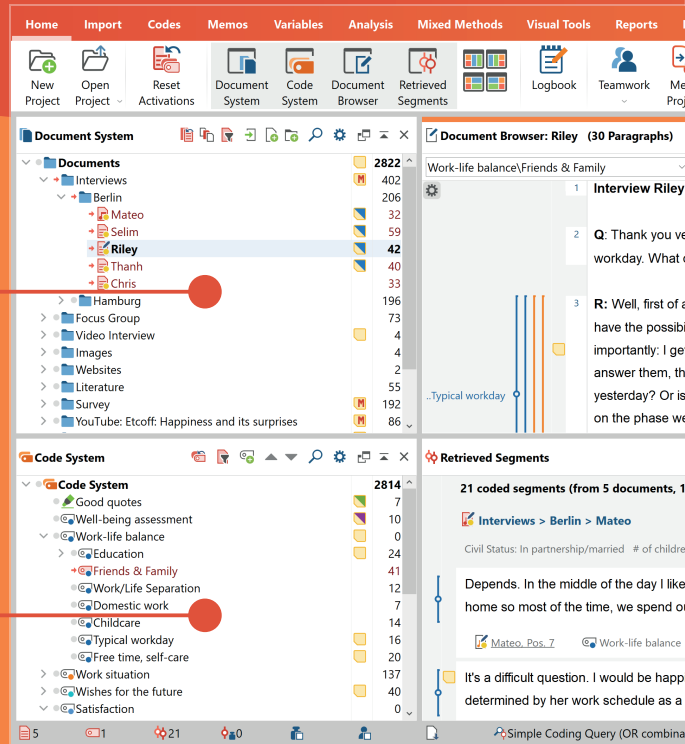 Home Import Codes Memos Variables Analysis Mixed Methods Visual Tools Reports
New Project
Open Project
Reset Activations
Document System
Code System
Document Browser
Retrieved Segments
Logbook
Teamwork
Document System
Documents 2822
Interviews M 402
Berlin 206
Mateo 32
Selim 59
Riley 42
Thanh 40
Chris 33
Hamburg 196
Focus Group 73
Video Interview 4
Images 4
Websites 2
Literature 55
Survey M 192
YouTube: Etcoff: Happiness and its surprises M 86
Document Browser: Riley (30 Paragraphs)
Work-life balance\Friends & Family
1 Interview Riley
2 Q: Thank you
workday. What
3 R: Well, first of
have the
importantly: I
answer them,
yesterday? Or is
on the phase
..Typical workday
Code System
Code System 2814
Good quotes 7
Well-being assessment 10
Work-life balance 0
Education 24
Friends & Family 41
Work/Life Separation 12
Domestic work 7
Childcare 14
Typical workday 16
Free time, self-care 20
Work situation 137
Wishes for the future 40
Satisfaction 0
Retrieved Segments
21 coded segments (from 5 documents, 1
Interviews > Berlin > Mateo
Civil Status: In partnership/married # of
Depends. In the middle of the day I like
home so most of the time, we spend
Mateo, Pos. 7 Work-life balance
It's a difficult question. I would be
determined by her work schedule as a
5 1 21 0 Simple Coding Query (OR